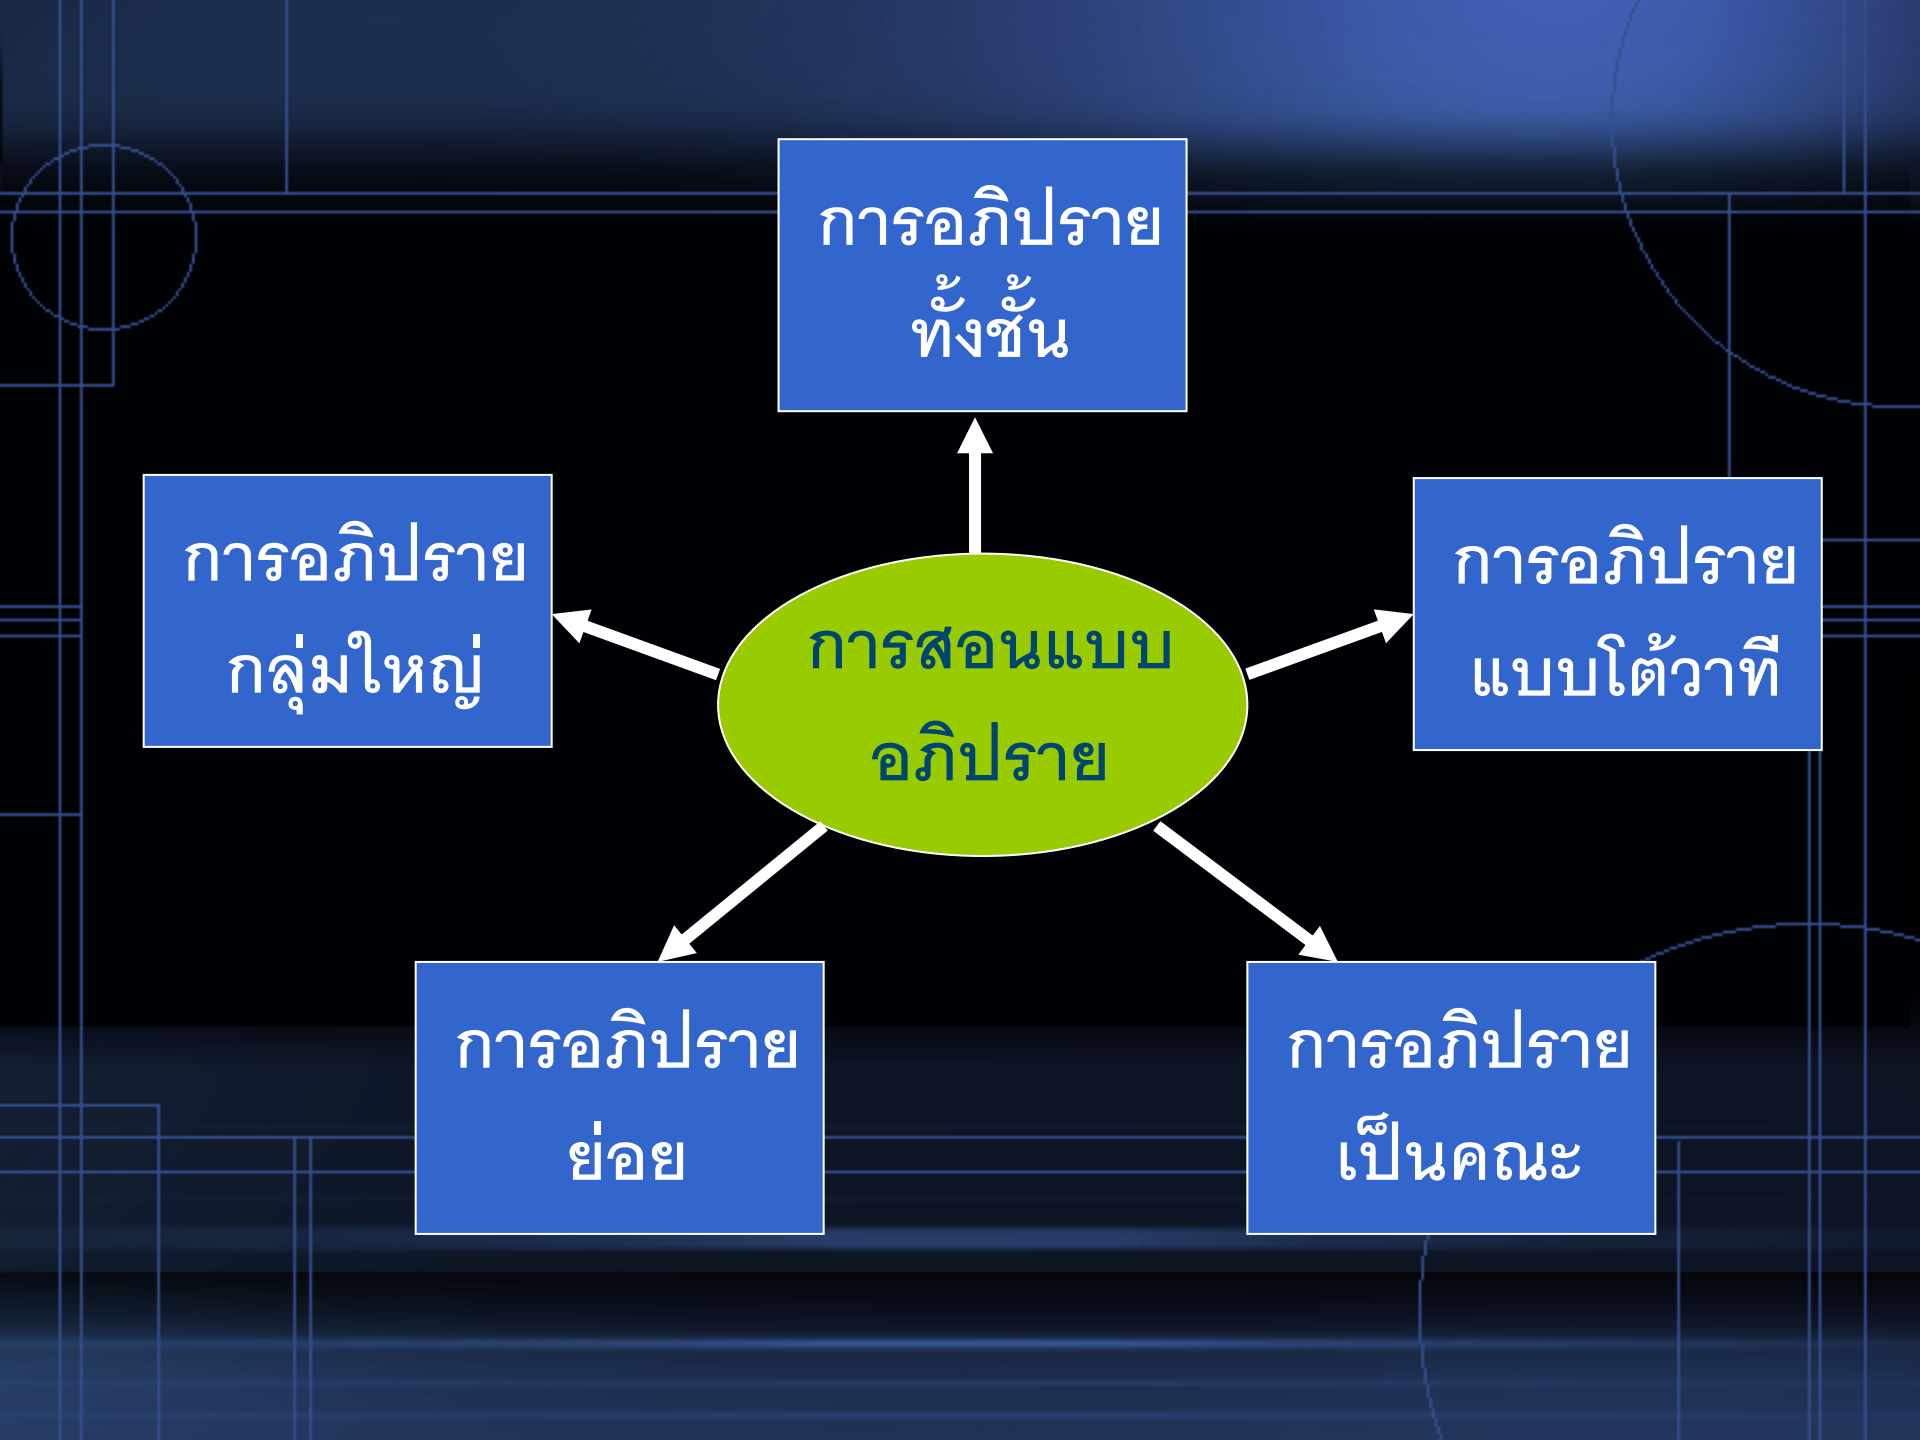 การอภิปราย
ทั้งชั้น
การอภิปราย
กลุ่มใหญ่
การอภิปราย
แบบโต้วาที
การสอนแบบ
อภิปราย
การอภิปราย
ย่อย
การอภิปราย
เป็นคณะ